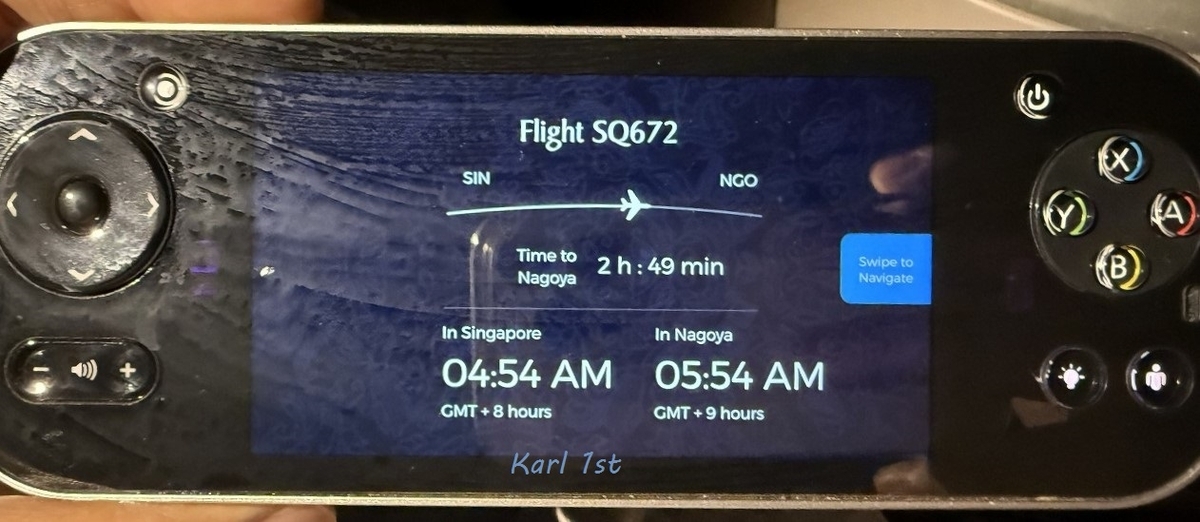 Flight SQ672
SIN NGO
Time to
Nagoya
2 h : 49 min
Swipe to
Navigate
In Singapore In Nagoya
04:54 AM 05:54 AM
GMT + 8 hours GMT + 9 hours
X
Y A
B
- +
Karl 1st